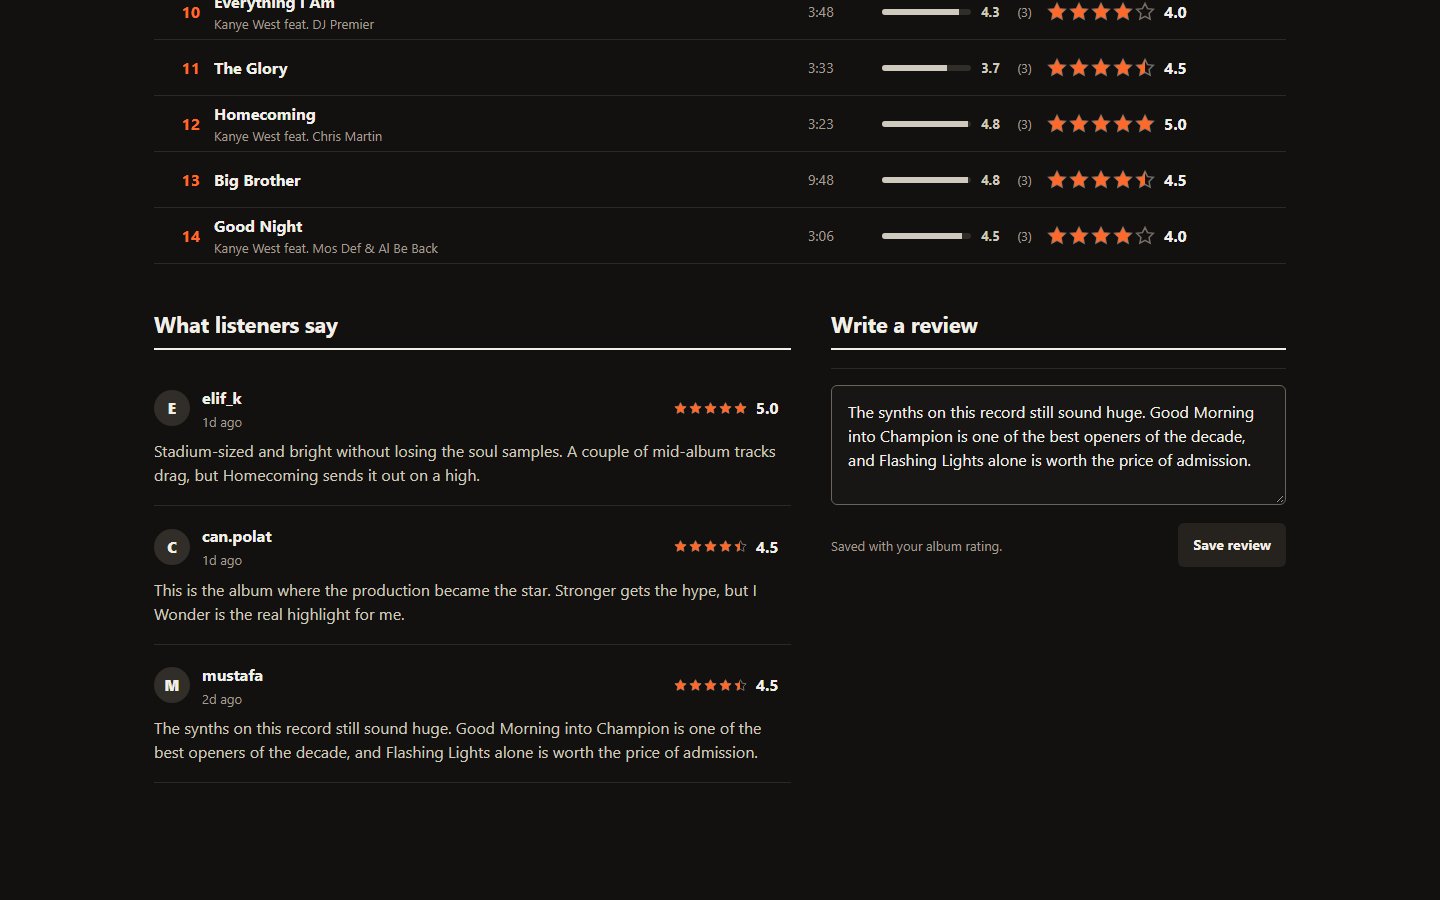 10 Everything I Am 3:48 4.3 (3) 4.0
Kanye West feat. DJ Premier
11 The Glory 3:33 3.7 (3) 4.5
12 Homecoming 3:23 4.8 (3) 5.0
Kanye West feat. Chris Martin
13 Big Brother 9:48 4.8 (3) 4.5
14 Good Night 3:06 4.5 (3) 4.0
Kanye West feat. Mos Def & Al Be Back
What listeners say
E elif_k 5.0
1d ago
Stadium-sized and bright without losing the soul samples. A couple of mid-album tracks
drag, but Homecoming sends it out on a high.
C can.polat 4.5
1d ago
This is the album where the production became the star. Stronger gets the hype, but I
Wonder is the real highlight for me.
M mustafa 4.5
2d ago
The synths on this record still sound huge. Good Morning into Champion is one of the
best openers of the decade, and Flashing Lights alone is worth the price of admission.
Write a review
The synths on this record still sound huge. Good Morning
into Champion is one of the best openers of the decade,
and Flashing Lights alone is worth the price of admission.
Saved with your album rating.
Save review